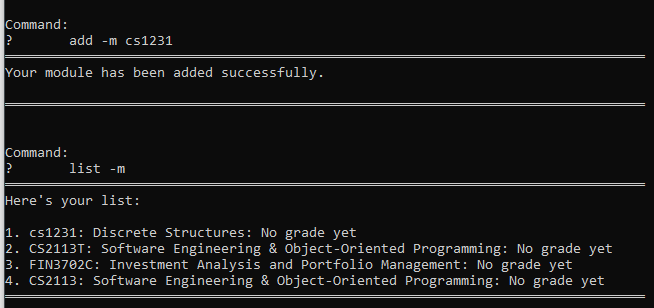 Command:
?       add -m cs1231
Your module has been added successfully.
Command:
?       list -m
Here's your list:
1. cs1231: Discrete Structures: No grade yet
2. CS2113T: Software Engineering & Object-Oriented Programming: No grade yet
3. FIN3702C: Investment Analysis and Portfolio Management: No grade yet
4. CS2113: Software Engineering & Object-Oriented Programming: No grade yet